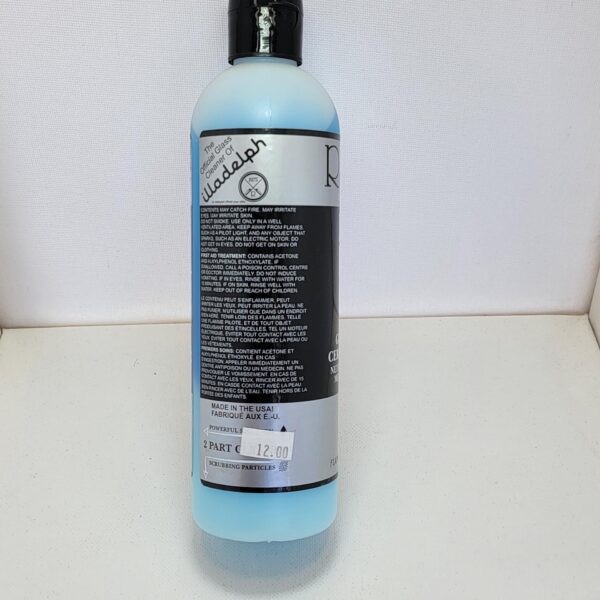 The
Official Glass
Cleaner Of
illadelph
CONTENTS MAY CATCH FIRE. MAY IRRITATE
EYES. MAY IRRITATE SKIN.
DO NOT SMOKE. USE ONLY IN A WELL
VENTILATED AREA. KEEP AWAY FROM FLAMES,
SUCH AS A PILOT LIGHT, AND ANY OBJECT THAT
SPARKS, SUCH AS AN ELECTRIC MOTOR. DO
NOT GET IN EYES. DO NOT GET ON SKIN OR
CLOTHING.
FIRST AID TREATMENT: CONTAINS ACETONE
AND ALKYLPHENOL ETHOXYLATE. IF
SWALLOWED, CALL A POISON CONTROL CENTRE
OR DOCTOR IMMEDIATELY. DO NOT INDUCE
VOMITING. IF IN EYES, RINSE WITH WATER FOR
15 MINUTES. IF ON SKIN, RINSE WELL WITH
WATER. KEEP OUT OF REACH OF CHILDREN.
LE CONTENU PEUT S'ENFLAMMER. PEUT
IRRITER LES YEUX. PEUT IRRITER LA PEAU. NE
PAS FUMER. N'UTILISER QUE DANS UN ENDROIT
BIEN AÉRÉ. TENIR LOIN DES FLAMMES, TELLE
UNE FLAMME PILOTE, ET DE TOUT OBJET
PRODUISANT DES ÉTINCELLES, TEL UN MOTEUR
ÉLECTRIQUE. ÉVITER TOUT CONTACT AVEC LES
YEUX. ÉVITER TOUT CONTACT AVEC LA PEAU OU
LES VÊTEMENTS.
PREMIERS SOINS: CONTIENT ACÉTONE ET
ALKYLPHÉNOL ÉTHOXYLÉ. EN CAS
D'INGESTION, APPELER IMMÉDIATEMENT UN
CENTRE ANTIPOISON OU UN MÉDECIN. NE PAS
PROVOQUER LE VOMISSEMENT. EN CAS DE
CONTACT AVEC LES YEUX, RINCER AVEC DE 15
MINUTES. EN CAS DE CONTACT AVEC LA PEAU,
BIEN RINCER AVEC DE L'EAU. TENIR HORS DE LA
PORTÉE DES ENFANTS.
MADE IN THE USA!
FABRIQUÉ AUX É.-U.
POWERFUL
2 PART
12.00
SCRUBBING PARTICLES